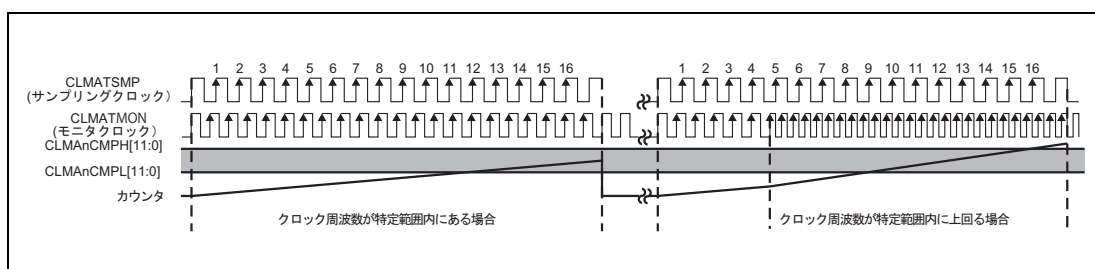 1 2 3 4 5 6 7 8 9 10 11 12 13 14 15 16 1 2 3 4 5 6 7 8 9 10 11 12 13 14 15 16
CLMATSMP
(サンプリングクロック)
CLMATMON
(モニタクロック)
CLMAnCMPH[11:0]
CLMAnCMPL[11:0]
カウンタ
クロック周波数が特定範囲内にある場合 クロック周波数が特定範囲内に上回る場合